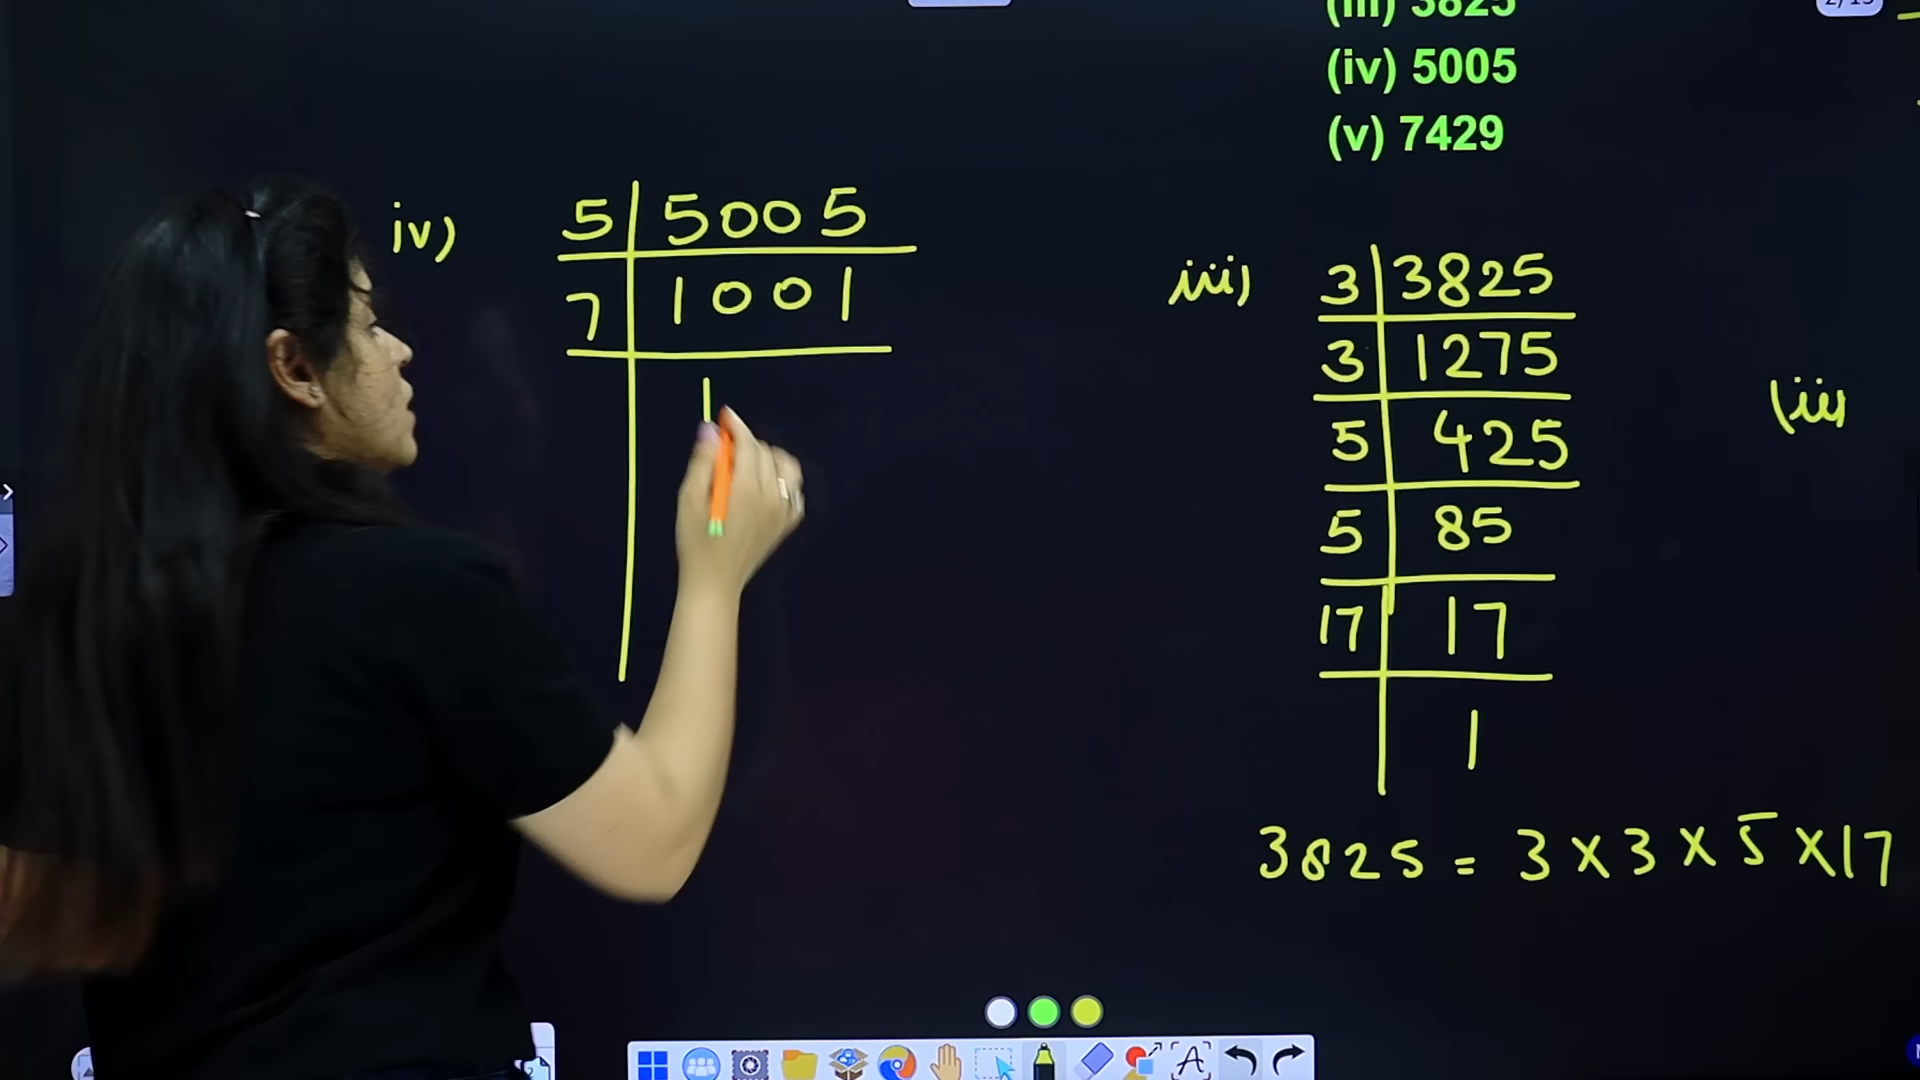 (iii) 3825
(iv) 5005
(v) 7429
iv)
5 5005
7 1001
1
iii)
3 3825
3 1275
5 425
5 85
17 17
1
3825 = 3 × 3 × 5 × 17
(iii)